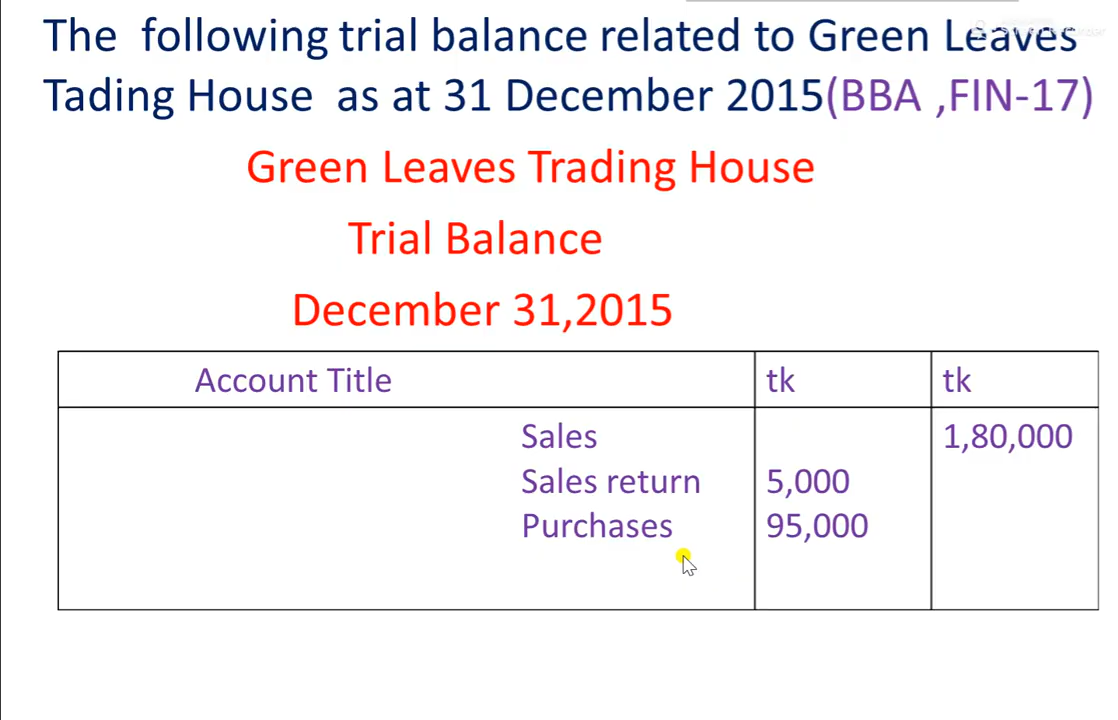 The following trial balance related to Green Leaves
Tading House as at 31 December 2015(BBA ,FIN-17)
Green Leaves Trading House
Trial Balance
December 31,2015
Account Title tk tk
Sales 1,80,000
Sales return 5,000
Purchases 95,000